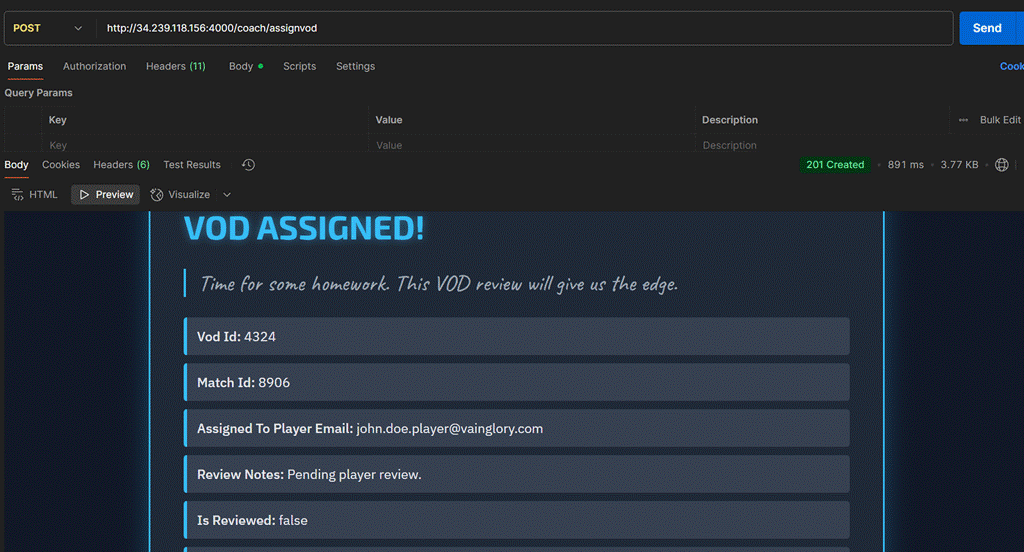 POST http://34.239.118.156:4000/coach/assignvod Send
Params Authorization Headers (11) Body Scripts Settings Cook
Query Params
Key Value Description Bulk Edit
Key Value Description
Body Cookies Headers (6) Test Results 201 Created 891 ms 3.77 KB
HTML Preview Visualize
VOD ASSIGNED!
Time for some homework. This VOD review will give us the edge.
Vod Id: 4324
Match Id: 8906
Assigned To Player Email: john.doe.player@vainglory.com
Review Notes: Pending player review.
Is Reviewed: false